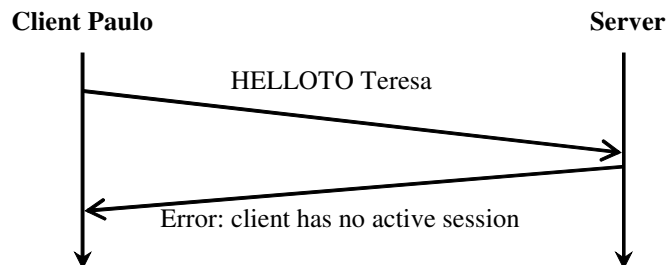 Client Paulo
Server
HELLOTO Teresa
Error: client has no active session